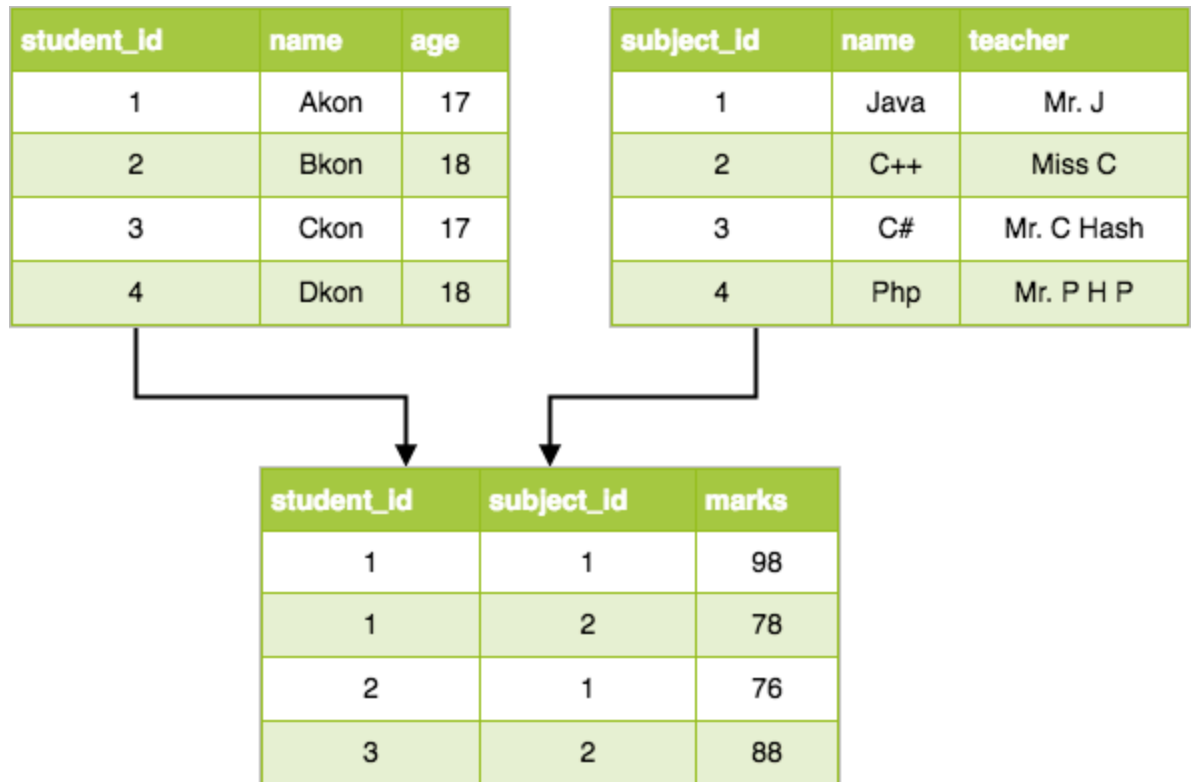 student_id name age
1 Akon 17
2 Bkon 18
3 Ckon 17
4 Dkon 18
subject_id name teacher
1 Java Mr. J
2 C++ Miss C
3 C# Mr. C Hash
4 Php Mr. P H P
student_id subject_id marks
1 1 98
1 2 78
2 1 76
3 2 88